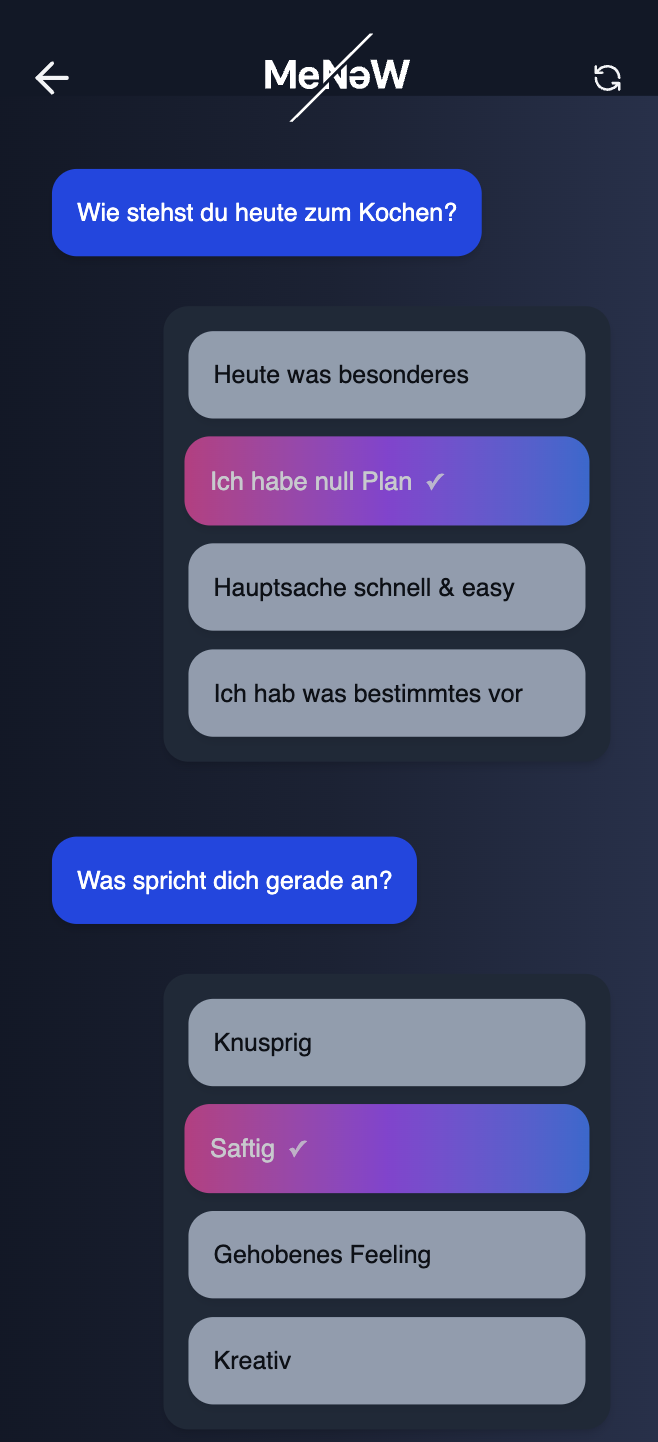 MeNəW
Wie stehst du heute zum Kochen?
Heute was besonderes
Ich habe null Plan ✓
Hauptsache schnell & easy
Ich hab was bestimmtes vor
Was spricht dich gerade an?
Knusprig
Saftig ✓
Gehobenes Feeling
Kreativ